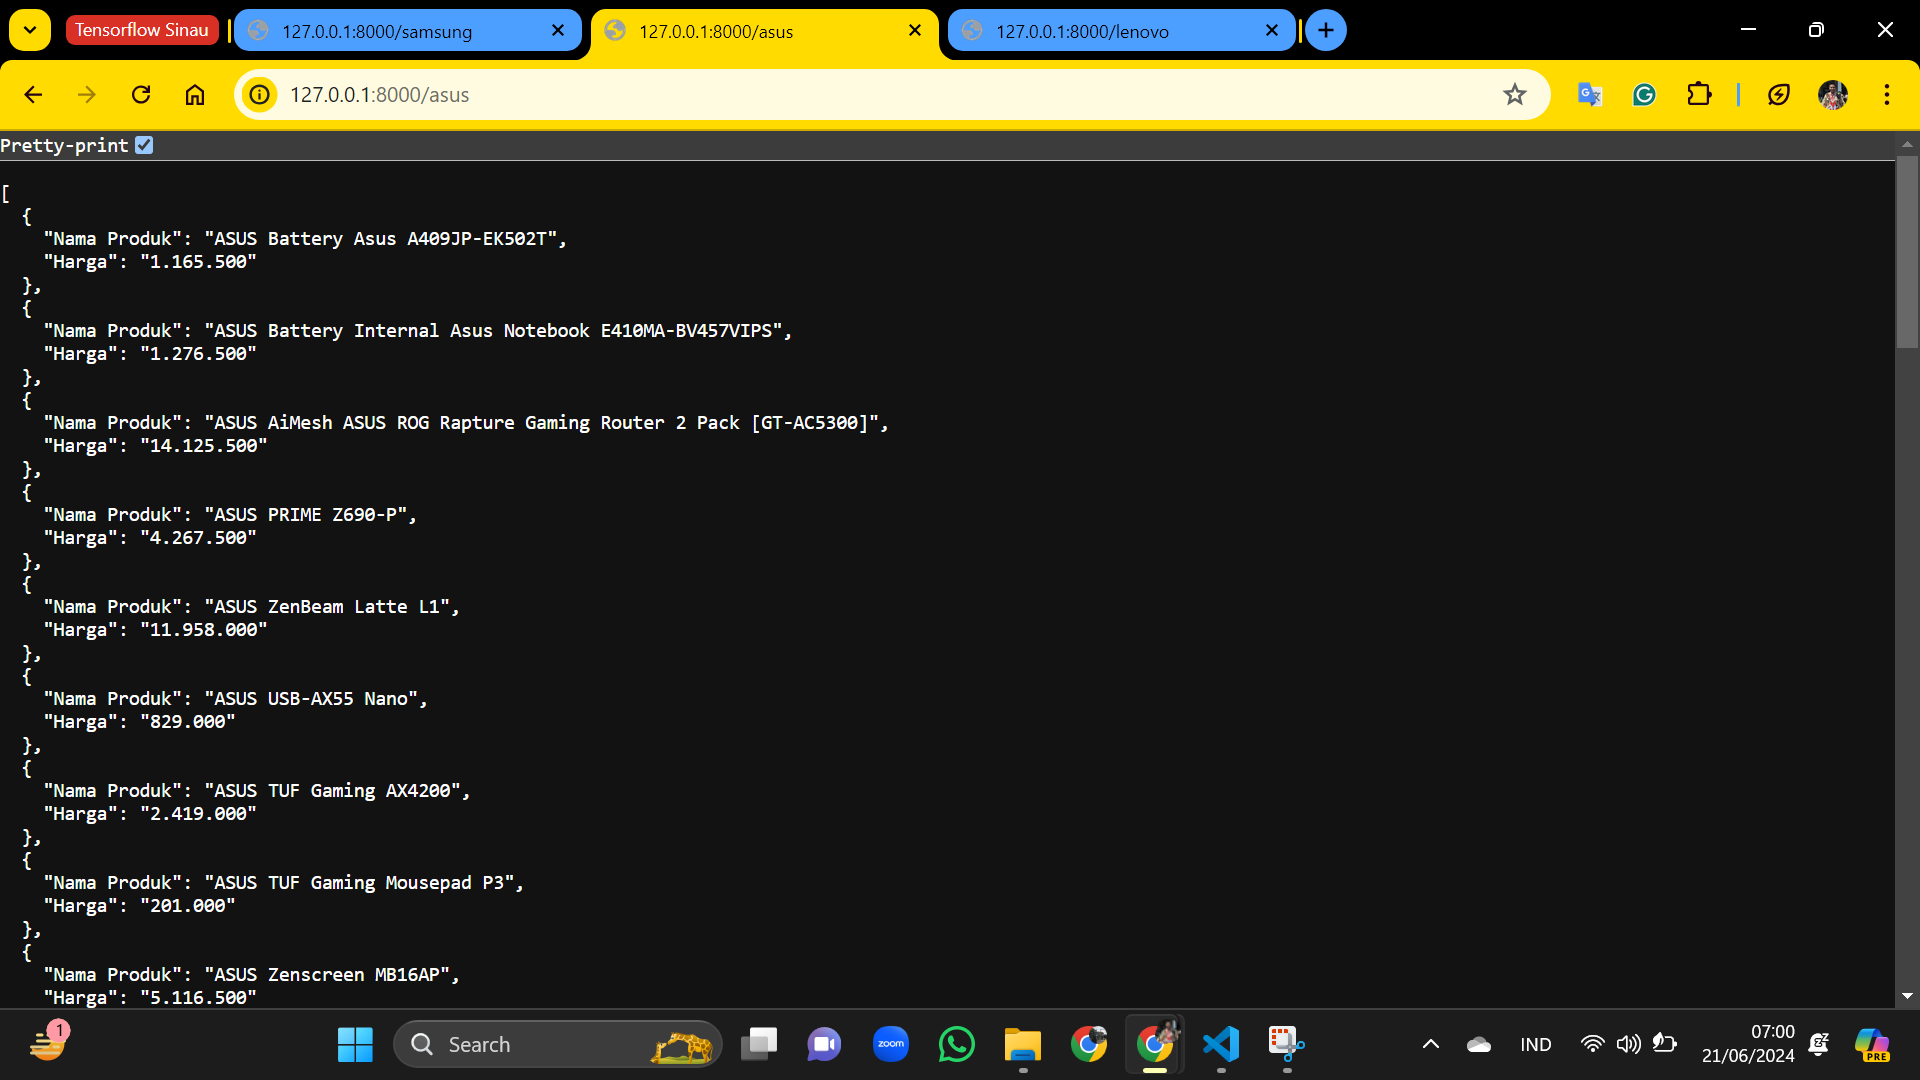 Tensorflow Sinau
127.0.0.1:8000/samsung
127.0.0.1:8000/asus
127.0.0.1:8000/lenovo
127.0.0.1:8000/asus
Pretty-print
[
{
"Nama Produk": "ASUS Battery Asus A409JP-EK502T",
"Harga": "1.165.500"
},
{
"Nama Produk": "ASUS Battery Internal Asus Notebook E410MA-BV457VIPS",
"Harga": "1.276.500"
},
{
"Nama Produk": "ASUS AiMesh ASUS ROG Rapture Gaming Router 2 Pack [GT-AC5300]",
"Harga": "14.125.500"
},
{
"Nama Produk": "ASUS PRIME Z690-P",
"Harga": "4.267.500"
},
{
"Nama Produk": "ASUS ZenBeam Latte L1",
"Harga": "11.958.000"
},
{
"Nama Produk": "ASUS USB-AX55 Nano",
"Harga": "829.000"
},
{
"Nama Produk": "ASUS TUF Gaming AX4200",
"Harga": "2.419.000"
},
{
"Nama Produk": "ASUS TUF Gaming Mousepad P3",
"Harga": "201.000"
},
{
"Nama Produk": "ASUS Zenscreen MB16AP",
"Harga": "5.116.500"
1
Search
zoom
IND
07:00
21/06/2024
PRE